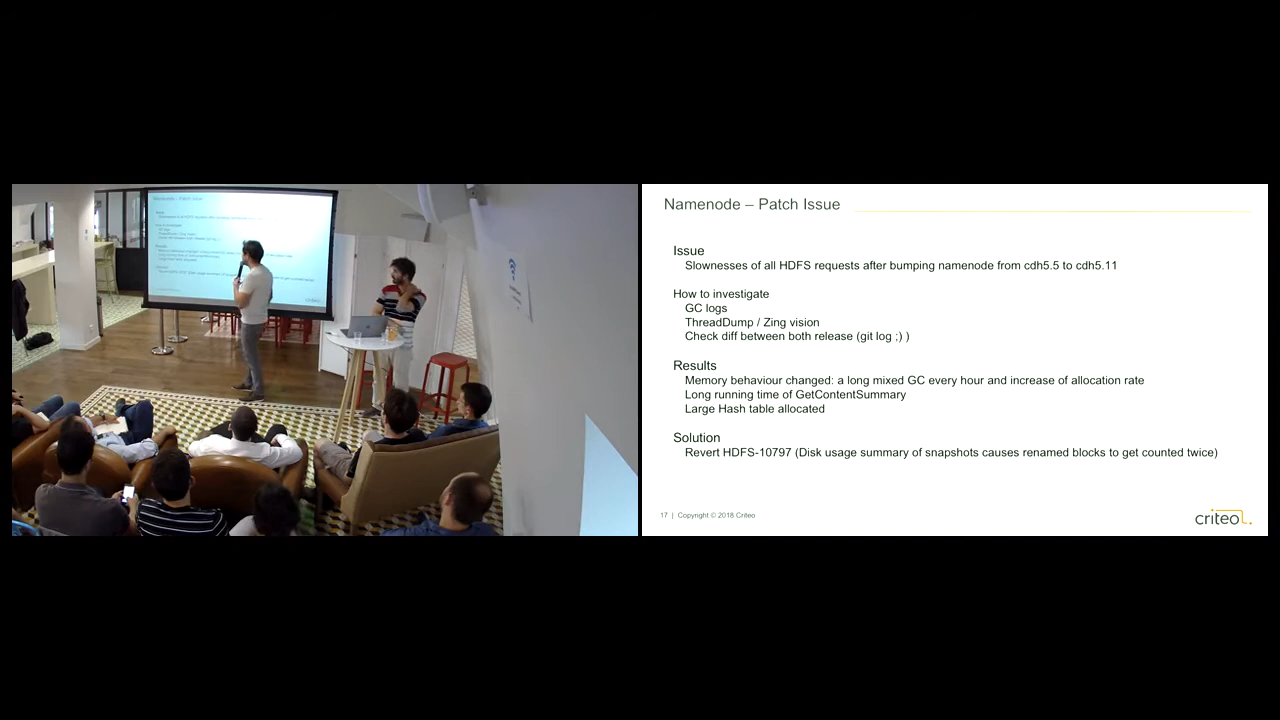 Namenode – Patch Issue
Issue
Slownesses of all HDFS requests after bumping namenode from cdh5.5 to cdh5.11
How to investigate
GC logs
ThreadDump / Zing vision
Check diff between both release (git log ;) )
Results
Memory behaviour changed: a long mixed GC every hour and increase of allocation rate
Long running time of GetContentSummary
Large Hash table allocated
Solution
Revert HDFS-10797 (Disk usage summary of snapshots causes renamed blocks to get counted twice)
17 | Copyright © 2018 Criteo
criteo